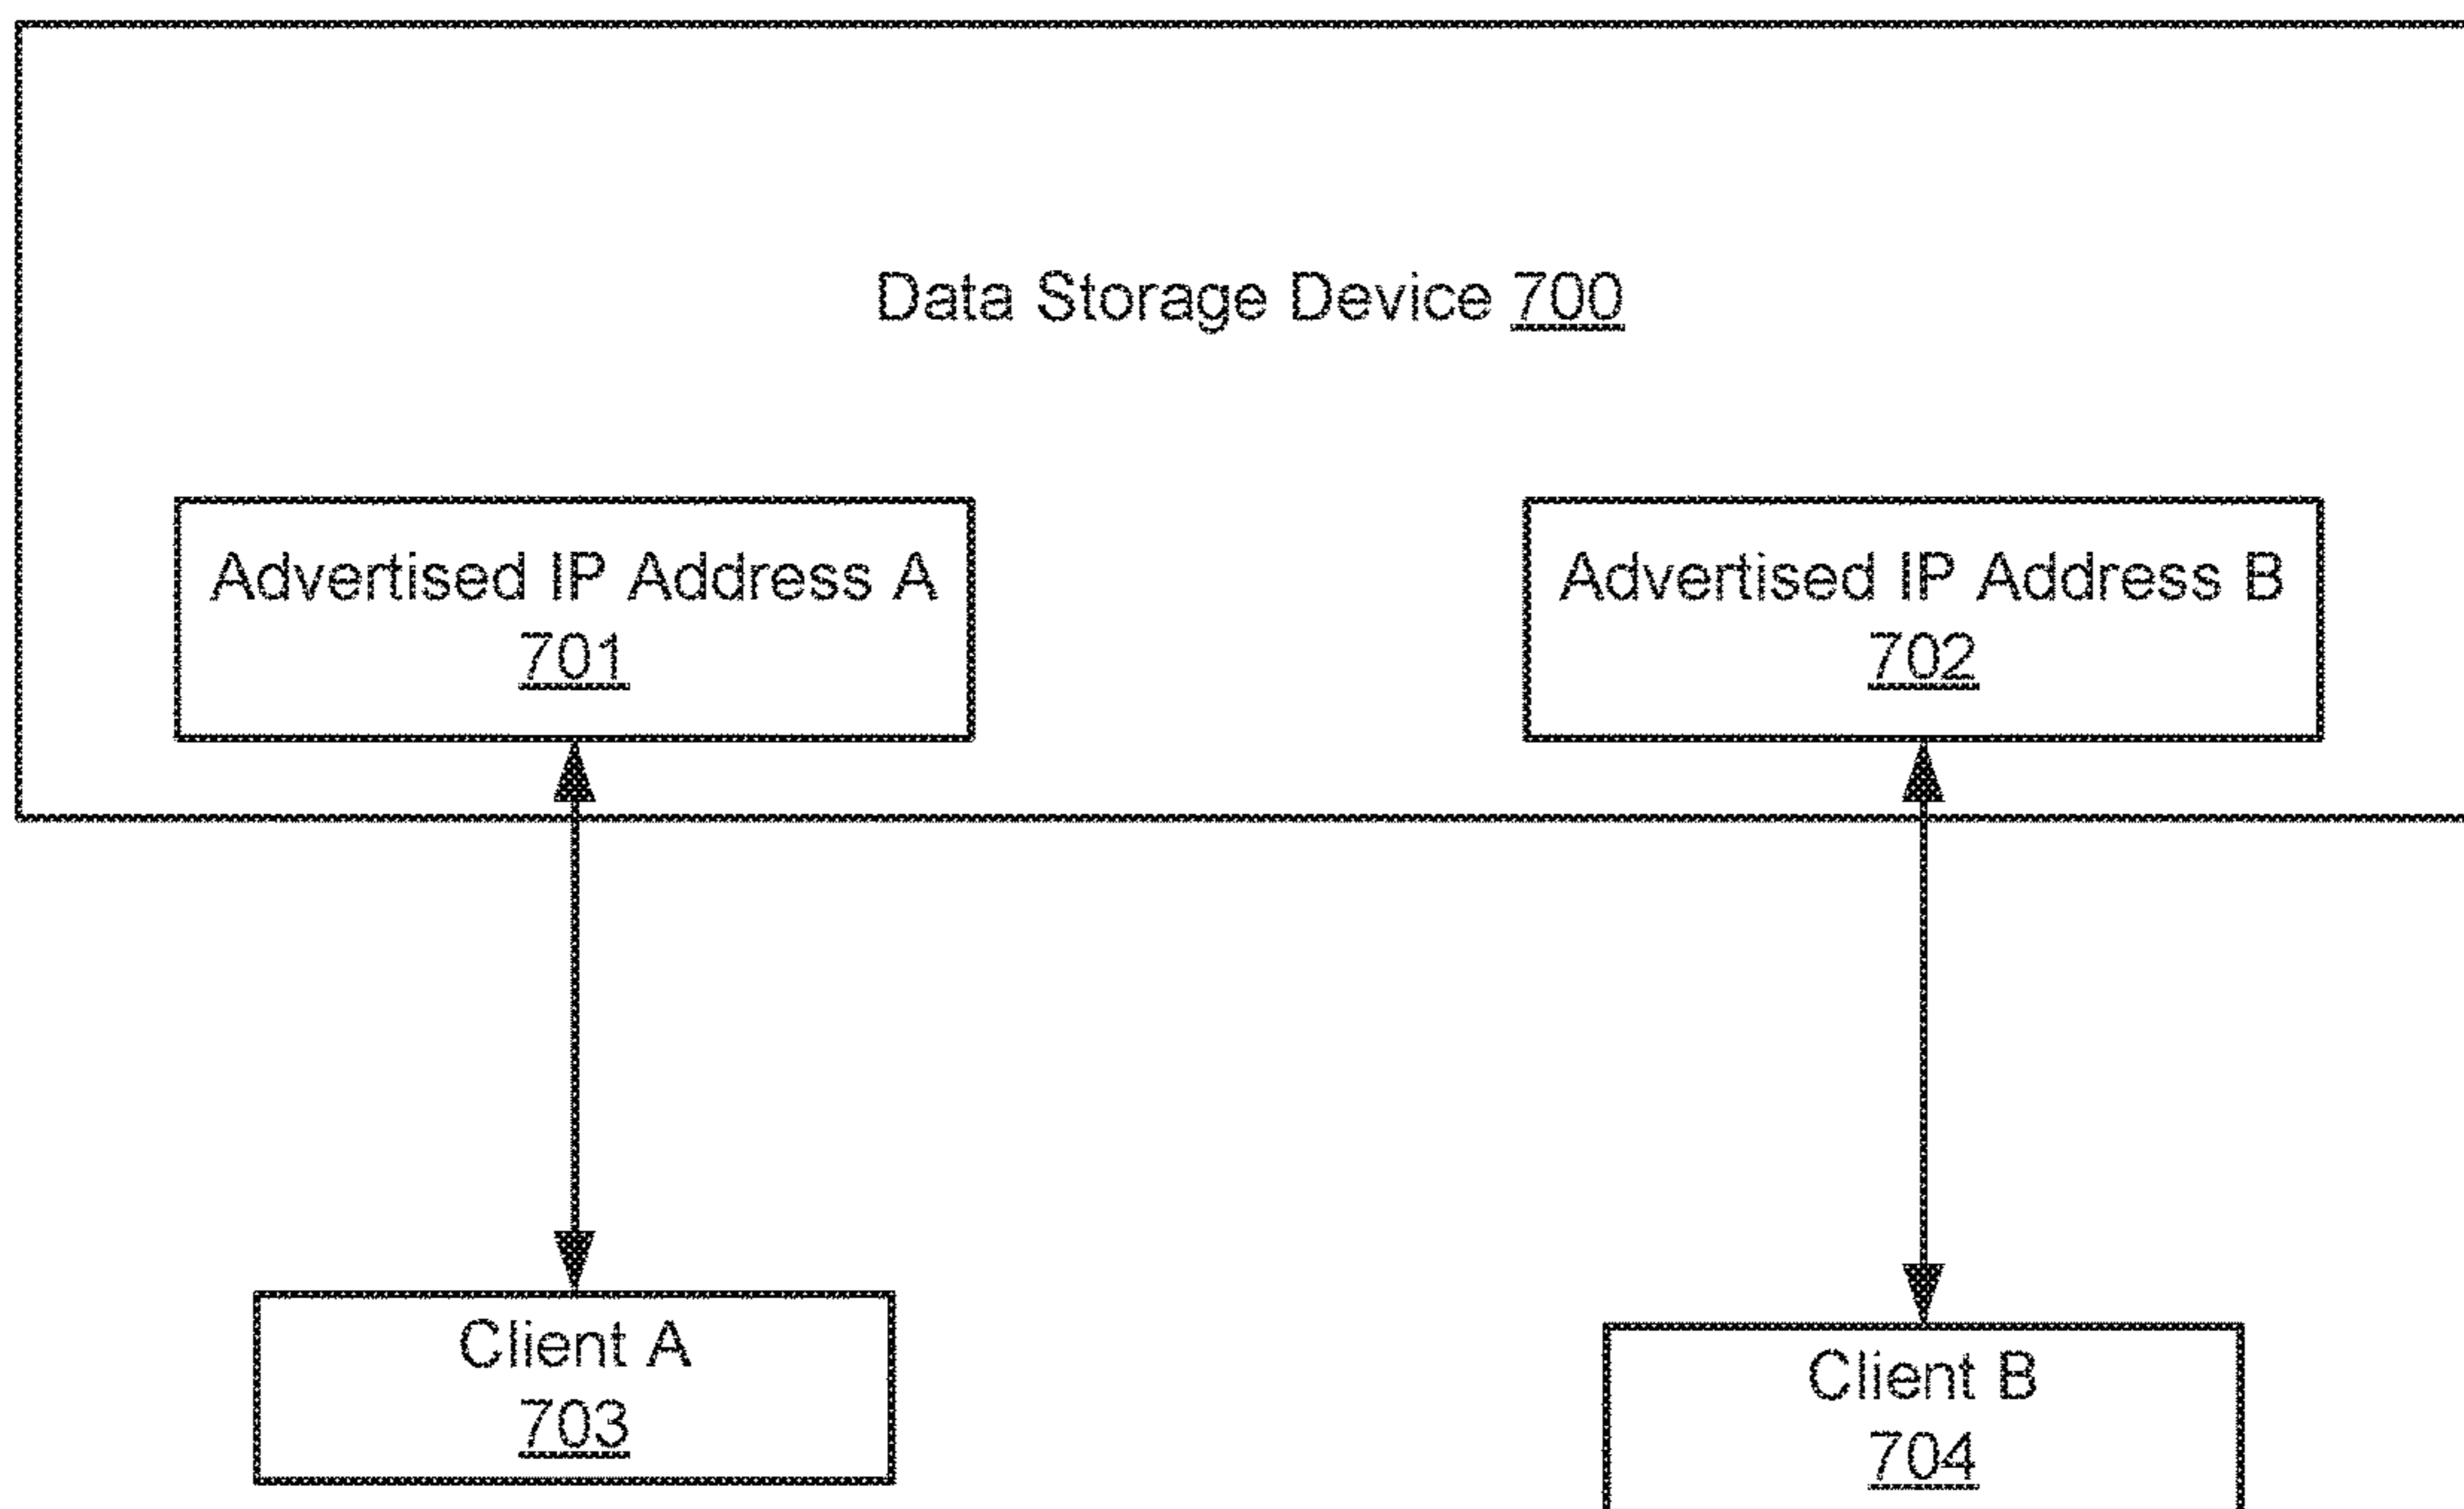 Data Storage Device 700
Advertised IP Address A
701
Advertised IP Address B
702
Client A
703
Client B
704